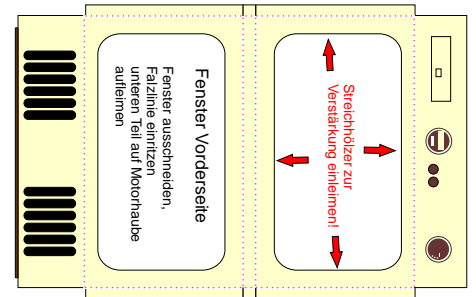 Fenster Vorderseite
Fenster ausschneiden,
Falzlinie einritzen
unteren Teil auf Motorhaube
aufleimen
Streichhölzer zur
Verstärkung einleimen!